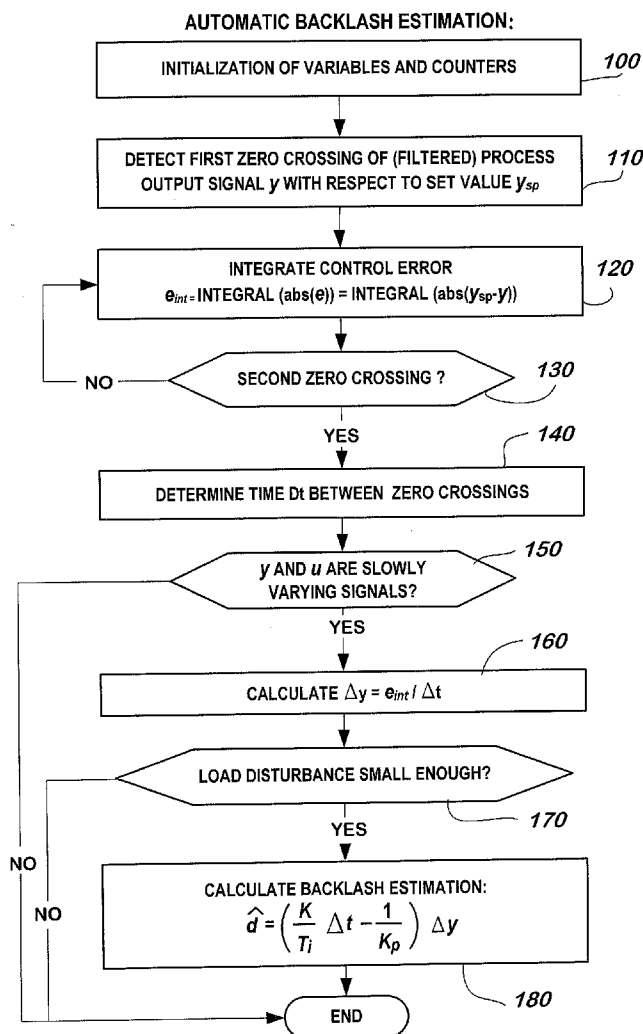 AUTOMATIC BACKLASH ESTIMATION:
INITIALIZATION OF VARIABLES AND COUNTERS
100
DETECT FIRST ZERO CROSSING OF (FILTERED) PROCESS
OUTPUT SIGNAL y WITH RESPECT TO SET VALUE ysp
110
INTEGRATE CONTROL ERROR
eint = INTEGRAL (abs(e)) = INTEGRAL (abs(ysp-y))
120
SECOND ZERO CROSSING ?
130
NO
YES
140
DETERMINE TIME Dt BETWEEN ZERO CROSSINGS
150
y AND u ARE SLOWLY
VARYING SIGNALS?
YES
160
CALCULATE Δy = eint / Δt
LOAD DISTURBANCE SMALL ENOUGH?
170
YES
NO
NO
CALCULATE BACKLASH ESTIMATION:
d̂ = (K/Ti Δt − 1/Kp) Δy
180
END